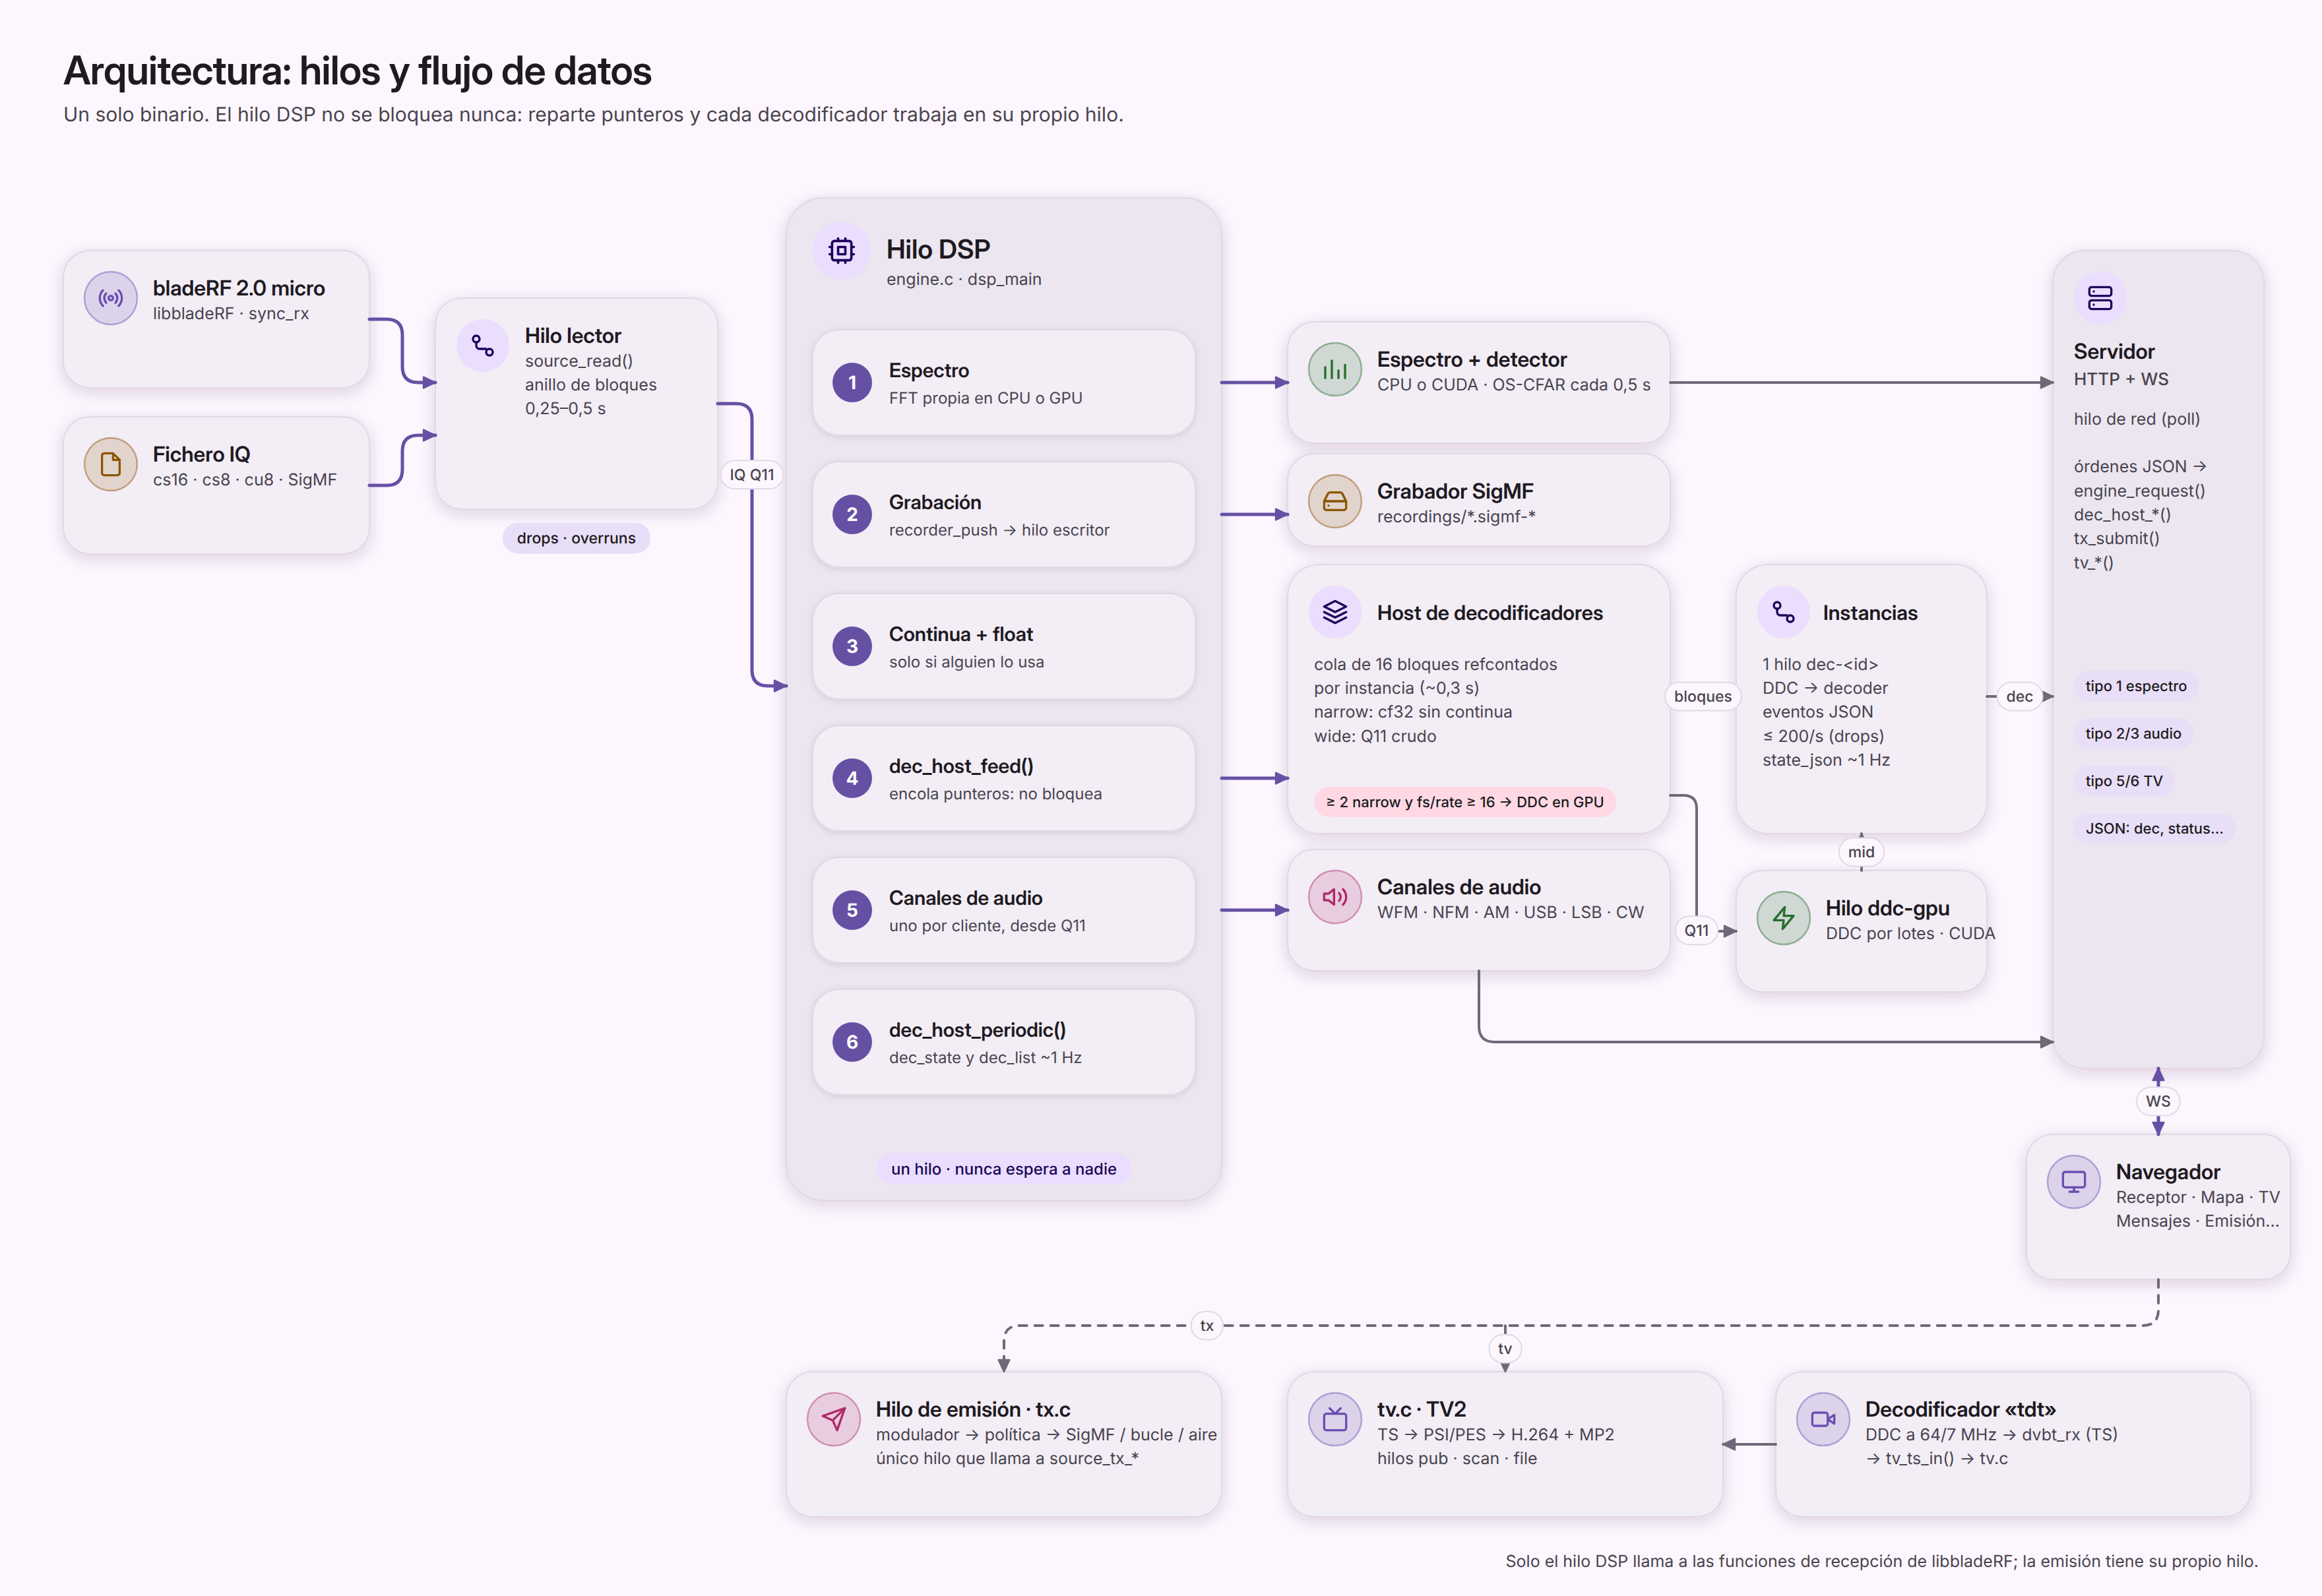 Arquitectura: hilos y flujo de datos
Un solo binario. El hilo DSP no se bloquea nunca: reparte punteros y cada decodificador trabaja en su propio hilo.
bladeRF 2.0 micro
libbladeRF · sync_rx
Fichero IQ
cs16 · cs8 · cu8 · SigMF
Hilo lector
source_read()
anillo de bloques
0,25–0,5 s
drops · overruns
IQ Q11
Hilo DSP
engine.c · dsp_main
1
Espectro
FFT propia en CPU o GPU
2
Grabación
recorder_push → hilo escritor
3
Continua + float
solo si alguien lo usa
4
dec_host_feed()
encola punteros: no bloquea
5
Canales de audio
uno por cliente, desde Q11
6
dec_host_periodic()
dec_state y dec_list ~1 Hz
un hilo · nunca espera a nadie
Espectro + detector
CPU o CUDA · OS-CFAR cada 0,5 s
Grabador SigMF
recordings/*.sigmf-*
Host de decodificadores
cola de 16 bloques refcontados
por instancia (~0,3 s)
narrow: cf32 sin continua
wide: Q11 crudo
≥ 2 narrow y fs/rate ≥ 16 → DDC en GPU
Canales de audio
WFM · NFM · AM · USB · LSB · CW
bloques
Q11
Instancias
1 hilo dec-<id>
DDC → decoder
eventos JSON
≤ 200/s (drops)
state_json ~1 Hz
mid
Hilo ddc-gpu
DDC por lotes · CUDA
dec
Servidor
HTTP + WS
hilo de red (poll)
órdenes JSON →
engine_request()
dec_host_*()
tx_submit()
tv_*()
tipo 1 espectro
tipo 2/3 audio
tipo 5/6 TV
JSON: dec, status...
WS
Navegador
Receptor · Mapa · TV
Mensajes · Emisión...
tx
tv
Hilo de emisión · tx.c
modulador → política → SigMF / bucle / aire
único hilo que llama a source_tx_*
tv.c · TV2
TS → PSI/PES → H.264 + MP2
hilos pub · scan · file
Decodificador «tdt»
DDC a 64/7 MHz → dvbt_rx (TS)
→ tv_ts_in() → tv.c
Solo el hilo DSP llama a las funciones de recepción de libbladeRF; la emisión tiene su propio hilo.